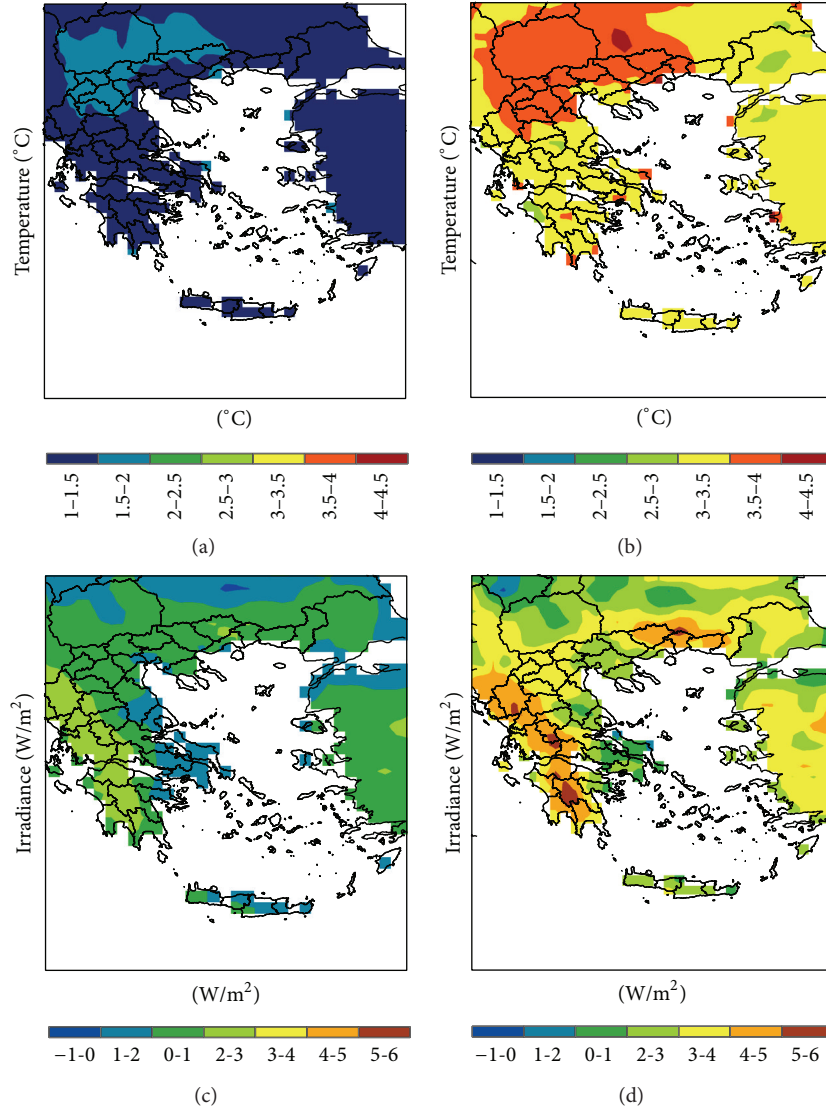 Temperature (°C)
(°C)
1–1.5
1.5–2
2–2.5
2.5–3
3–3.5
3.5–4
4–4.5
(a)
Temperature (°C)
(°C)
1–1.5
1.5–2
2–2.5
2.5–3
3–3.5
3.5–4
4–4.5
(b)
Irradiance (W/m²)
(W/m²)
−1-0 1-2 0-1 2-3 3-4 4-5 5-6
(c)
Irradiance (W/m²)
(W/m²)
−1-0 1-2 0-1 2-3 3-4 4-5 5-6
(d)